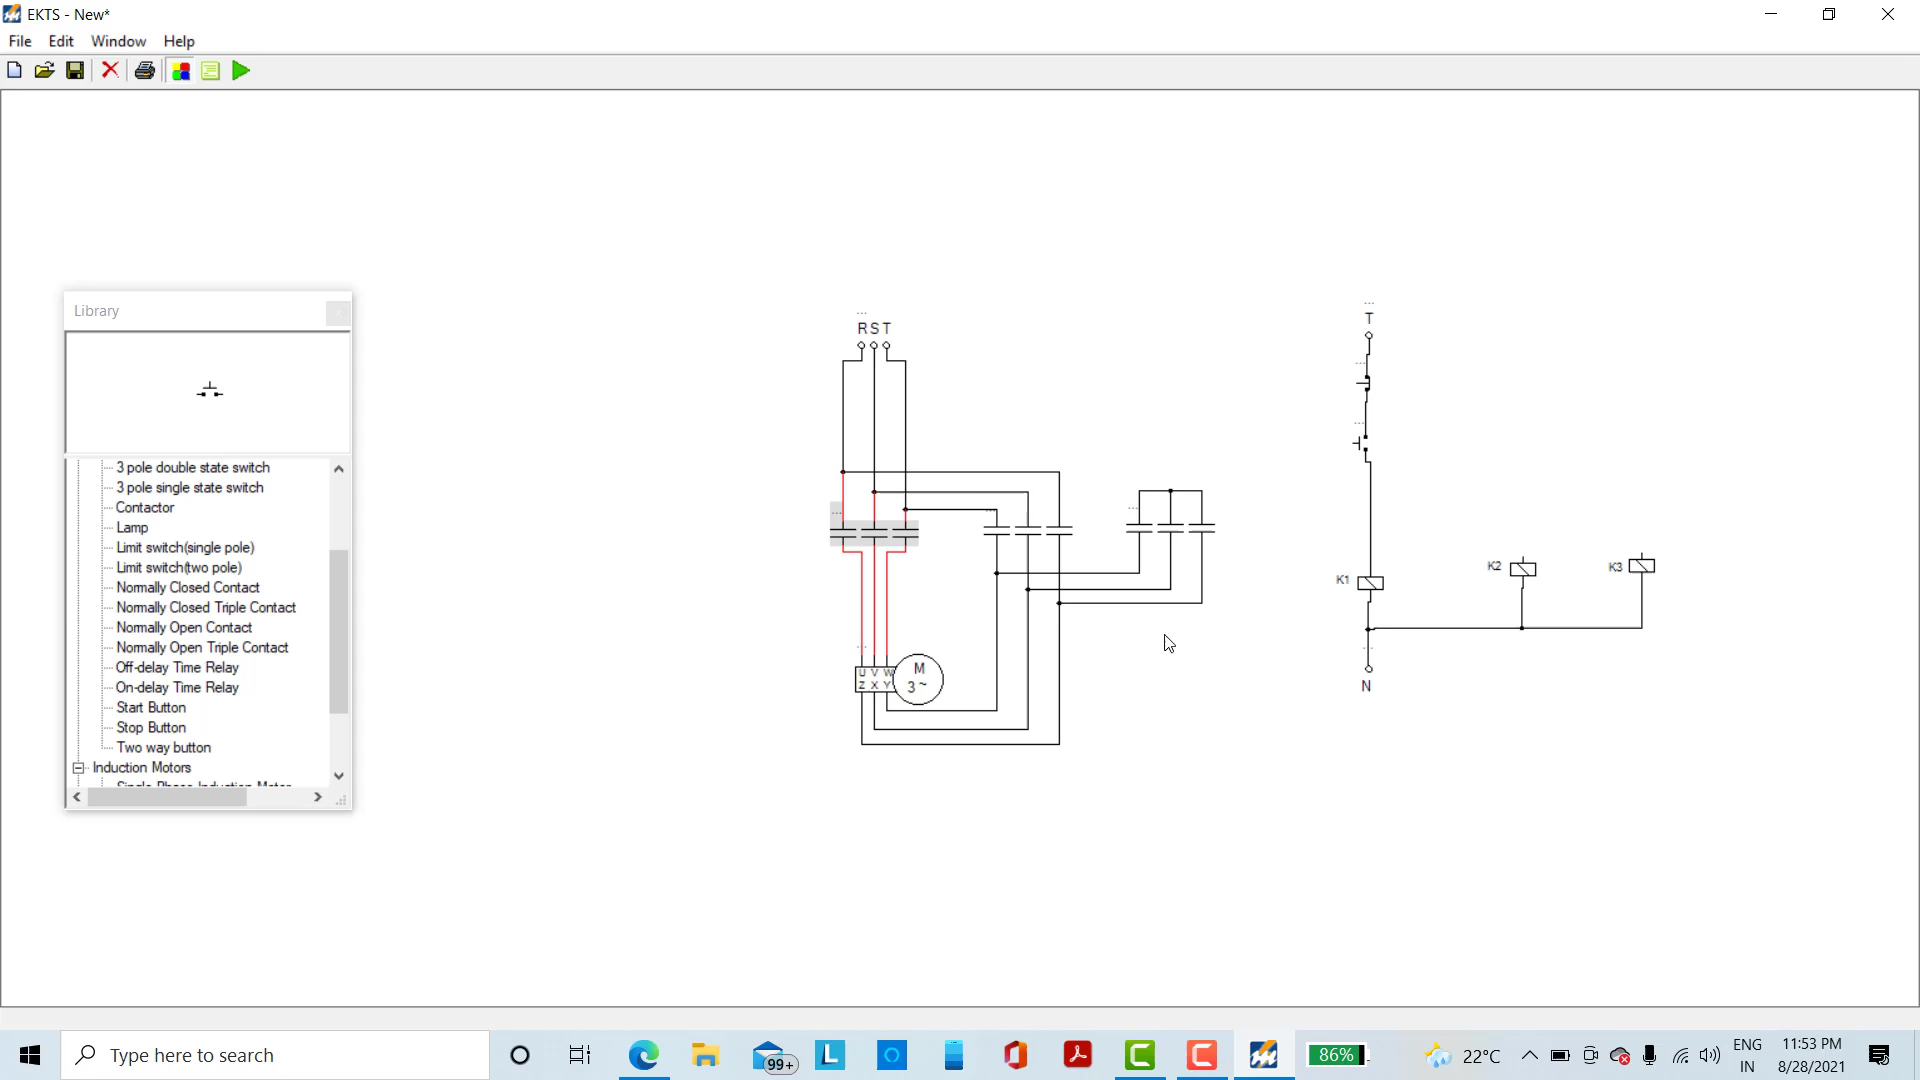 EKTS - New*
File Edit Window Help
Library
3 pole double state switch
3 pole single state switch
Contactor
Lamp
Limit switch(single pole)
Limit switch(two pole)
Normally Closed Contact
Normally Closed Triple Contact
Normally Open Contact
Normally Open Triple Contact
Off-delay Time Relay
On-delay Time Relay
Start Button
Stop Button
Two way button
Induction Motors
Single Phase Induction Motor
...
R S T
...
...
...
...
U V W
Z X Y
M
3 ~
...
T
...
...
K1
K2
K3
...
N
Type here to search
99+
86%
22°C
ENG
IN
11:53 PM
8/28/2021